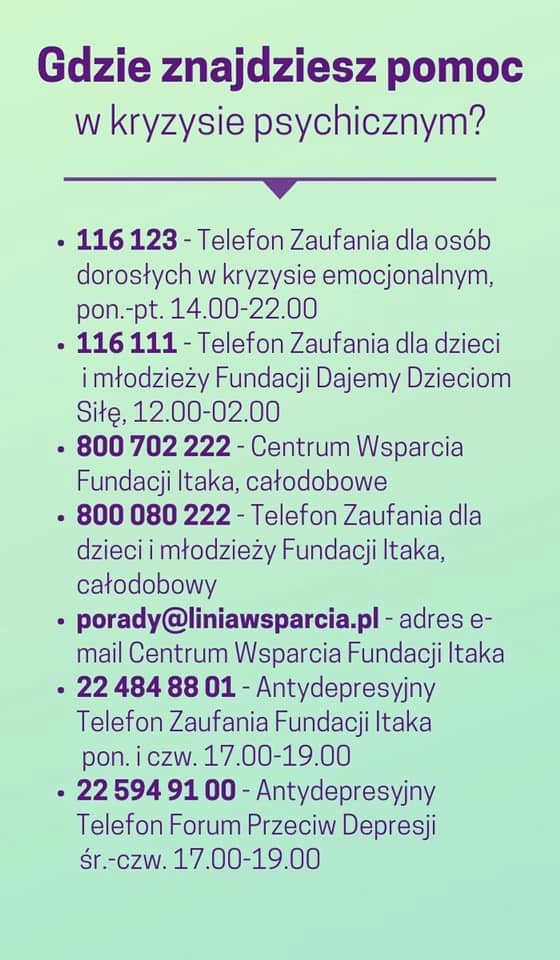 Gdzie znajdziesz pomoc
w kryzysie psychicznym?
• 116 123 - Telefon Zaufania dla osób
dorosłych w kryzysie emocjonalnym,
pon.-pt. 14.00-22.00
• 116 111 - Telefon Zaufania dla dzieci
i młodzieży Fundacji Dajemy Dzieciom
Siłę, 12.00-02.00
• 800 702 222 - Centrum Wsparcia
Fundacji Itaka, całodobowe
• 800 080 222 - Telefon Zaufania dla
dzieci i młodzieży Fundacji Itaka,
całodobowy
• porady@liniawsparcia.pl - adres e-
mail Centrum Wsparcia Fundacji Itaka
• 22 484 88 01 - Antydepresyjny
Telefon Zaufania Fundacji Itaka
pon. i czw. 17.00-19.00
• 22 594 91 00 - Antydepresyjny
Telefon Forum Przeciw Depresji
śr.-czw. 17.00-19.00